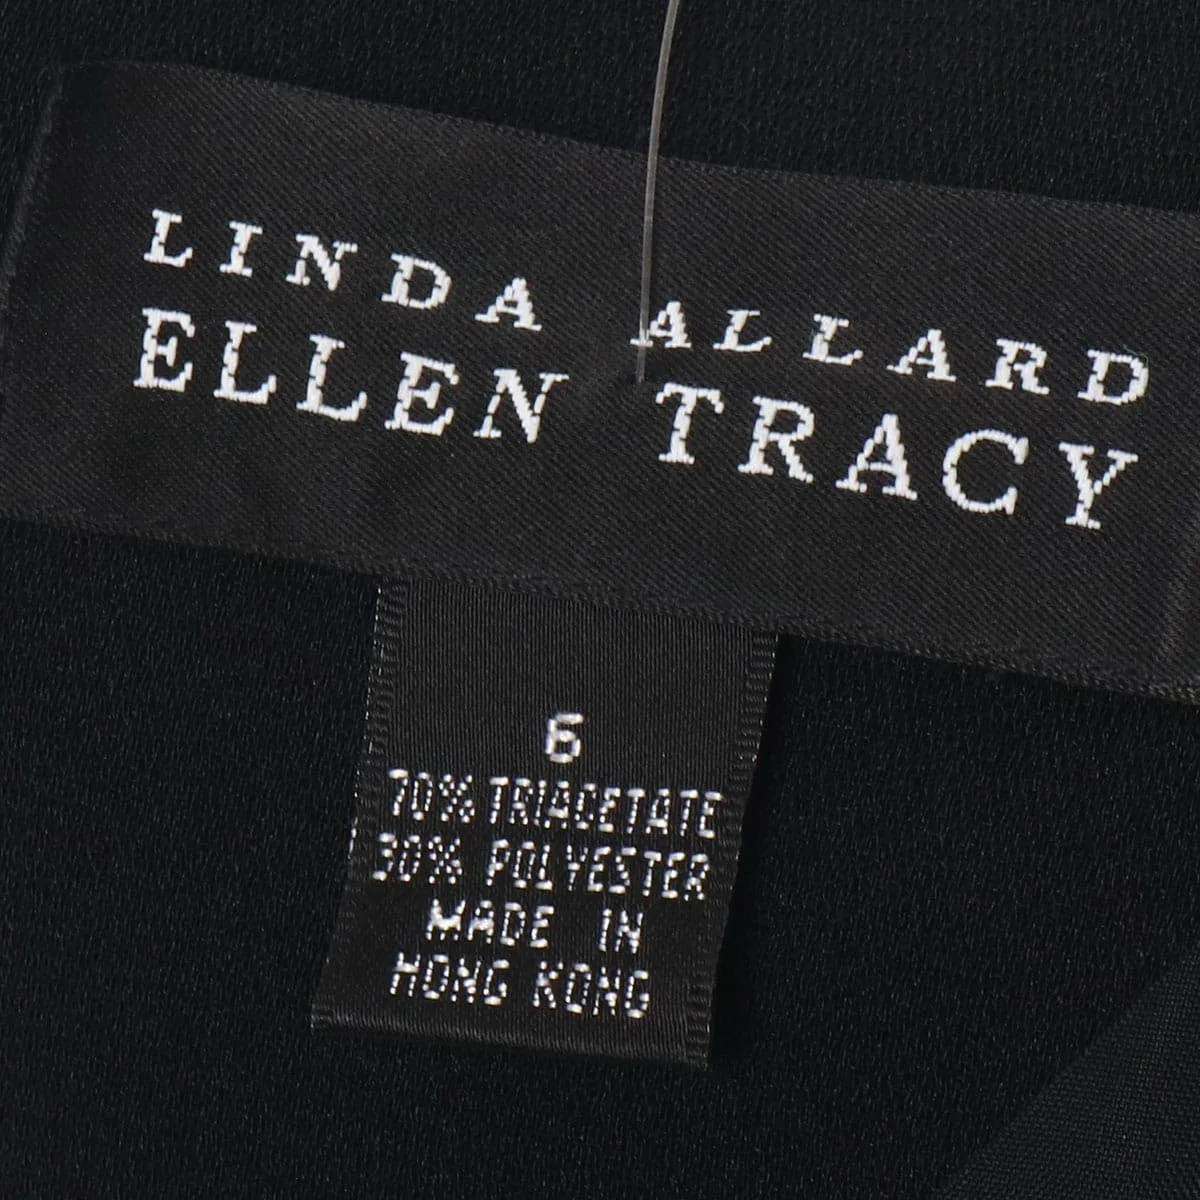 LINDA ALLARD
ELLEN TRACY
6
70% TRIACETATE
30% POLYESTER
MADE IN
HONG KONG